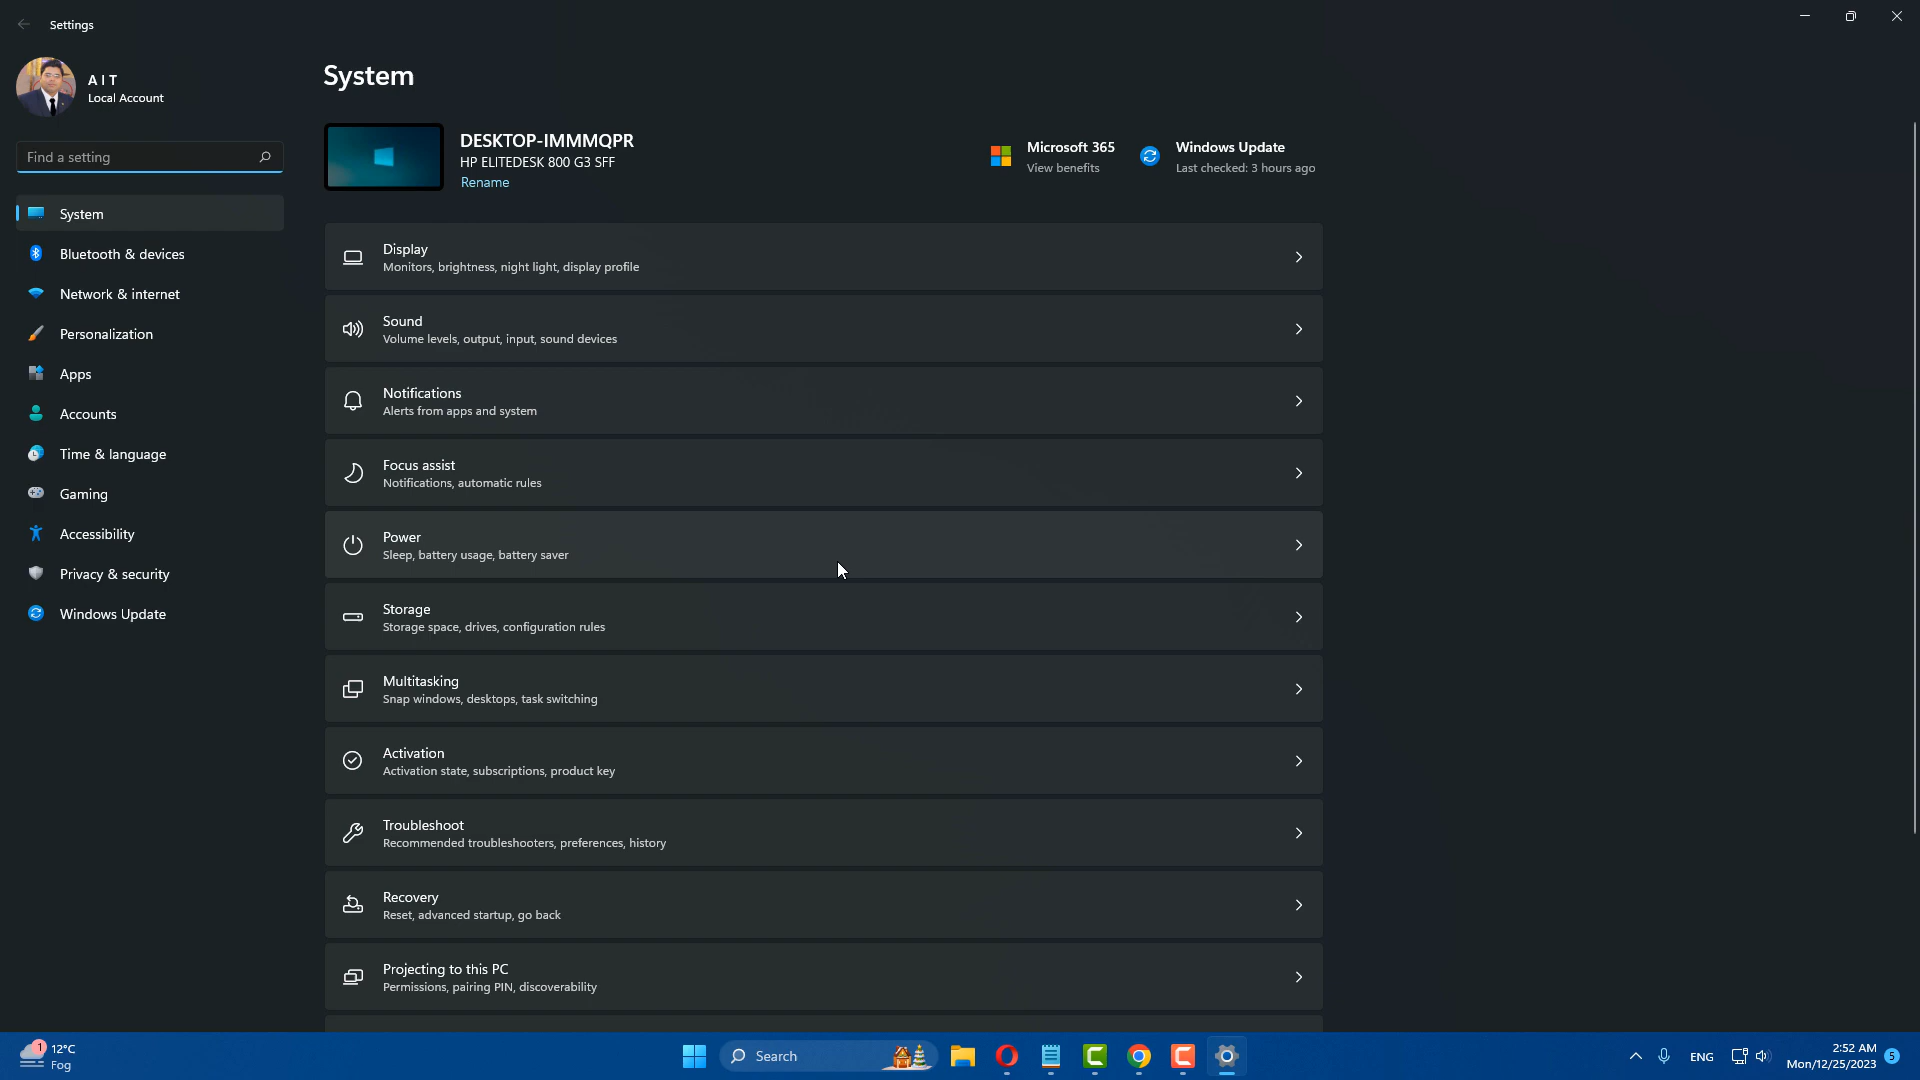 Settings
A I T
Local Account
Find a setting
System
Bluetooth & devices
Network & internet
Personalization
Apps
Accounts
Time & language
Gaming
Accessibility
Privacy & security
Windows Update
System
DESKTOP-IMMMQPR
HP ELITEDESK 800 G3 SFF
Rename
Microsoft 365
View benefits
Windows Update
Last checked: 3 hours ago
Display
Monitors, brightness, night light, display profile
Sound
Volume levels, output, input, sound devices
Notifications
Alerts from apps and system
Focus assist
Notifications, automatic rules
Power
Sleep, battery usage, battery saver
Storage
Storage space, drives, configuration rules
Multitasking
Snap windows, desktops, task switching
Activation
Activation state, subscriptions, product key
Troubleshoot
Recommended troubleshooters, preferences, history
Recovery
Reset, advanced startup, go back
Projecting to this PC
Permissions, pairing PIN, discoverability
1
12°C
Fog
Search
ENG
2:52 AM
Mon/12/25/2023
5